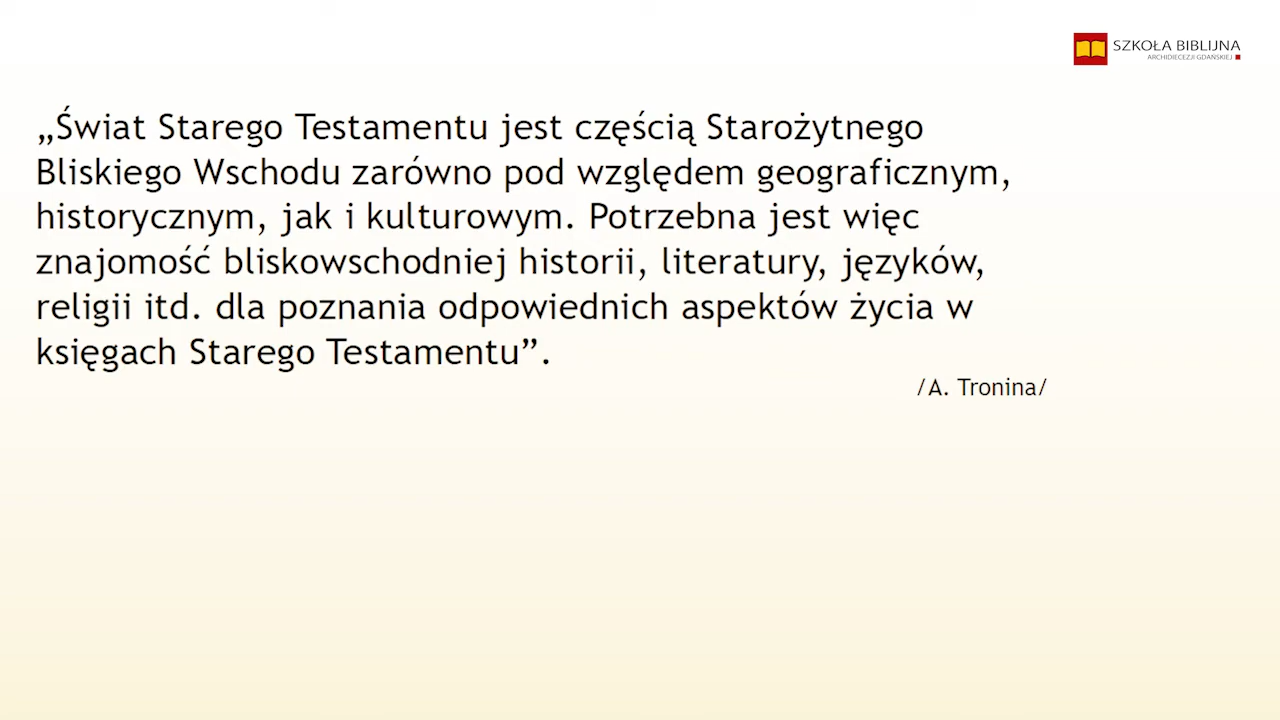 SZKOŁA BIBLIJNA
ARCHIDIECEZJI GDAŃSKIEJ
„Świat Starego Testamentu jest częścią Starożytnego
Bliskiego Wschodu zarówno pod względem geograficznym,
historycznym, jak i kulturowym. Potrzebna jest więc
znajomość bliskowschodniej historii, literatury, języków,
religii itd. dla poznania odpowiednich aspektów życia w
księgach Starego Testamentu”.
/A. Tronina/